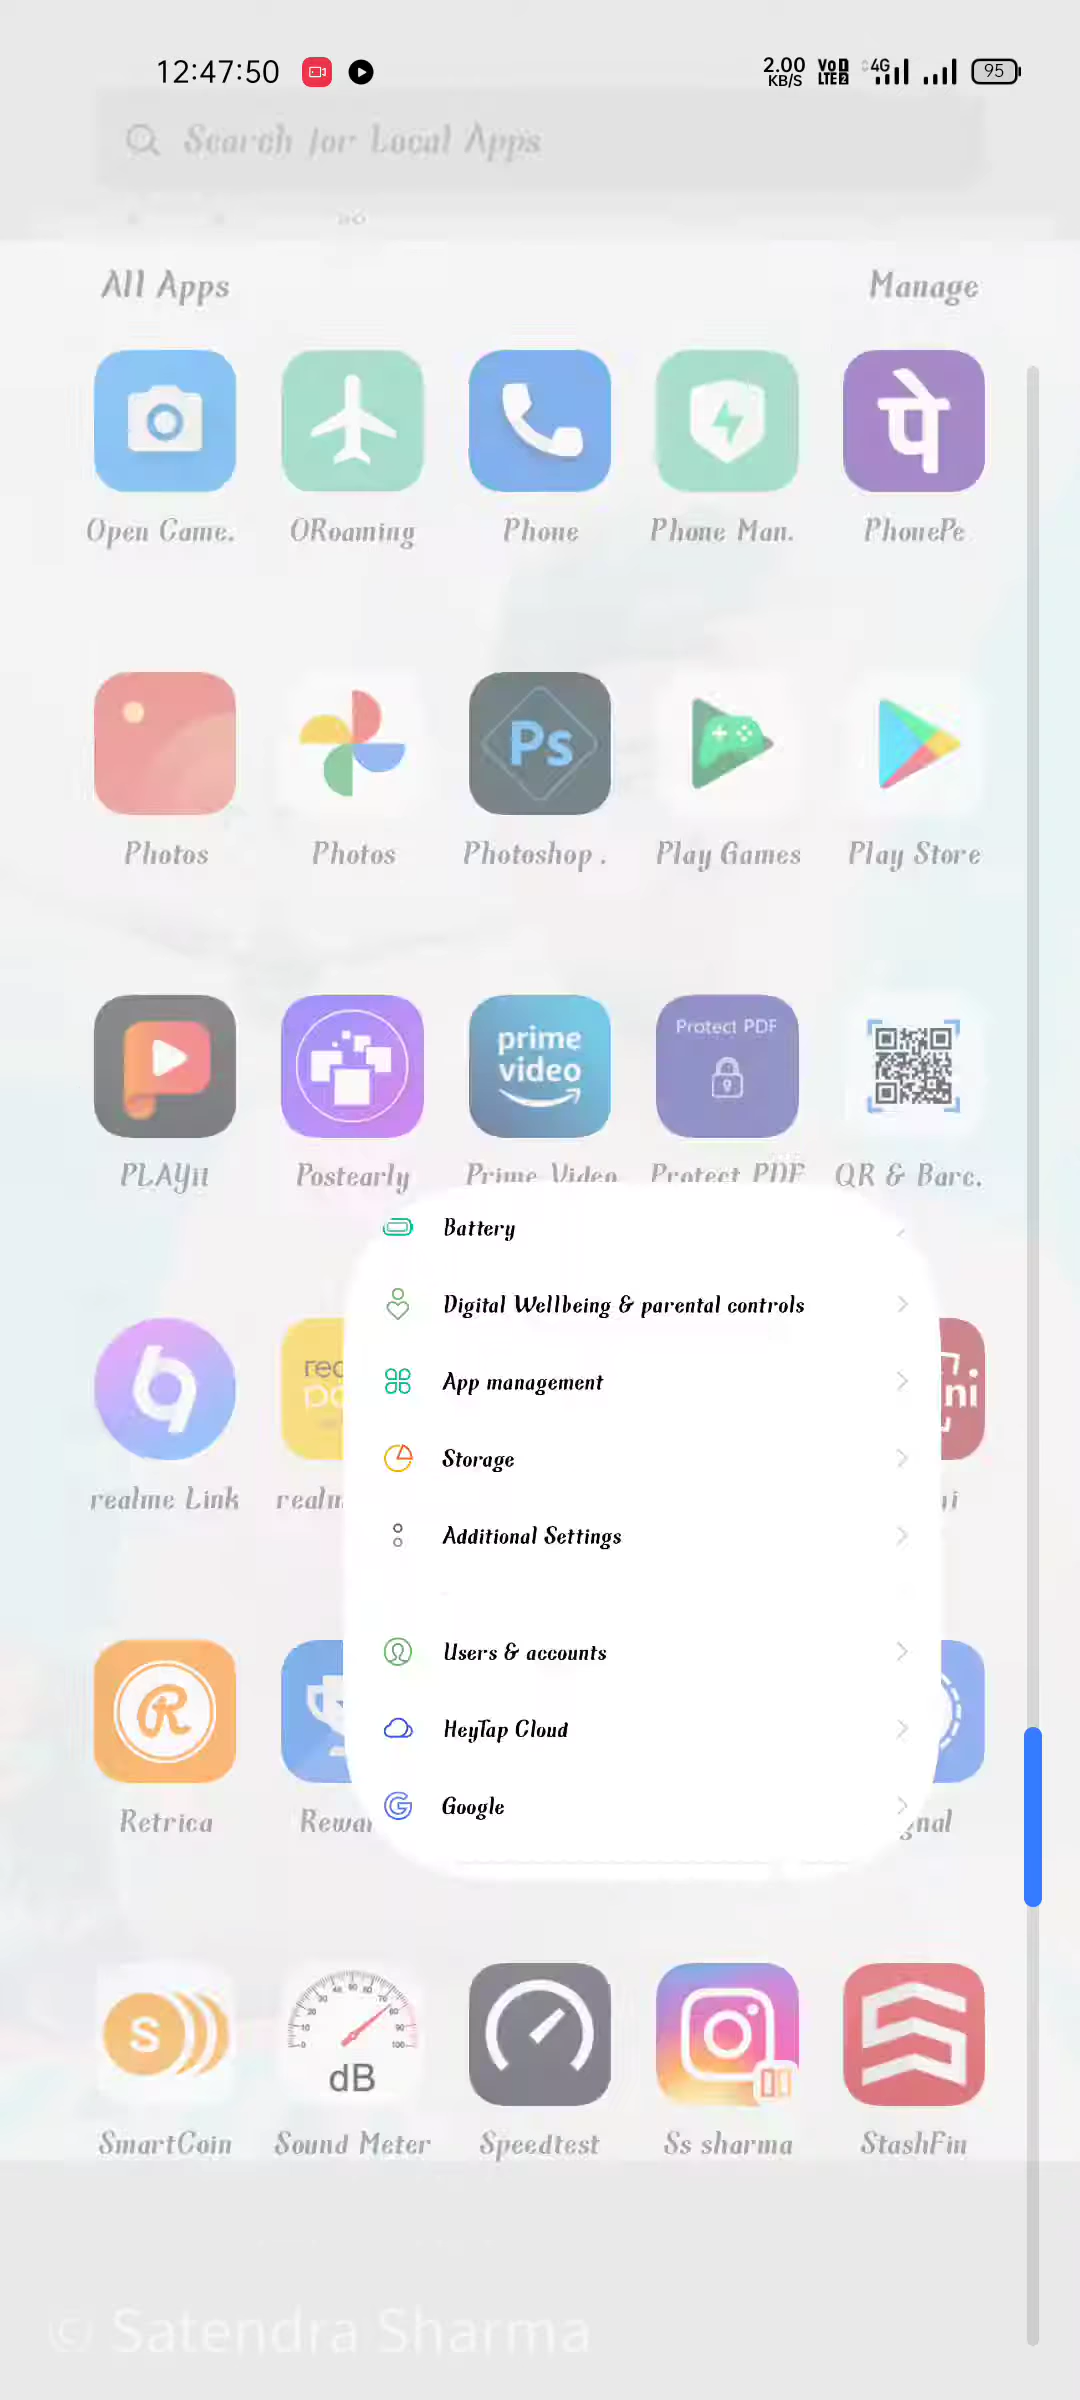 12:47:50
2.00 KB/S Vo LTE 2 4G 95
Search for Local Apps
All Apps Manage
Open Game. ORoaming Phone Phone Man. PhonePe
पे
Photos Photos Photoshop . Play Games Play Store
Ps
prime video
Protect PDF
PLAYit Postearly Prime Video Protect PDF QR & Barc.
Battery
Digital Wellbeing & parental controls
App management
Storage
Additional Settings
realme Link
Users & accounts
HeyTap Cloud
Google
R
Retrica
S
dB
SmartCoin Sound Meter Speedtest Ss sharma StashFin
© Satendra Sharma